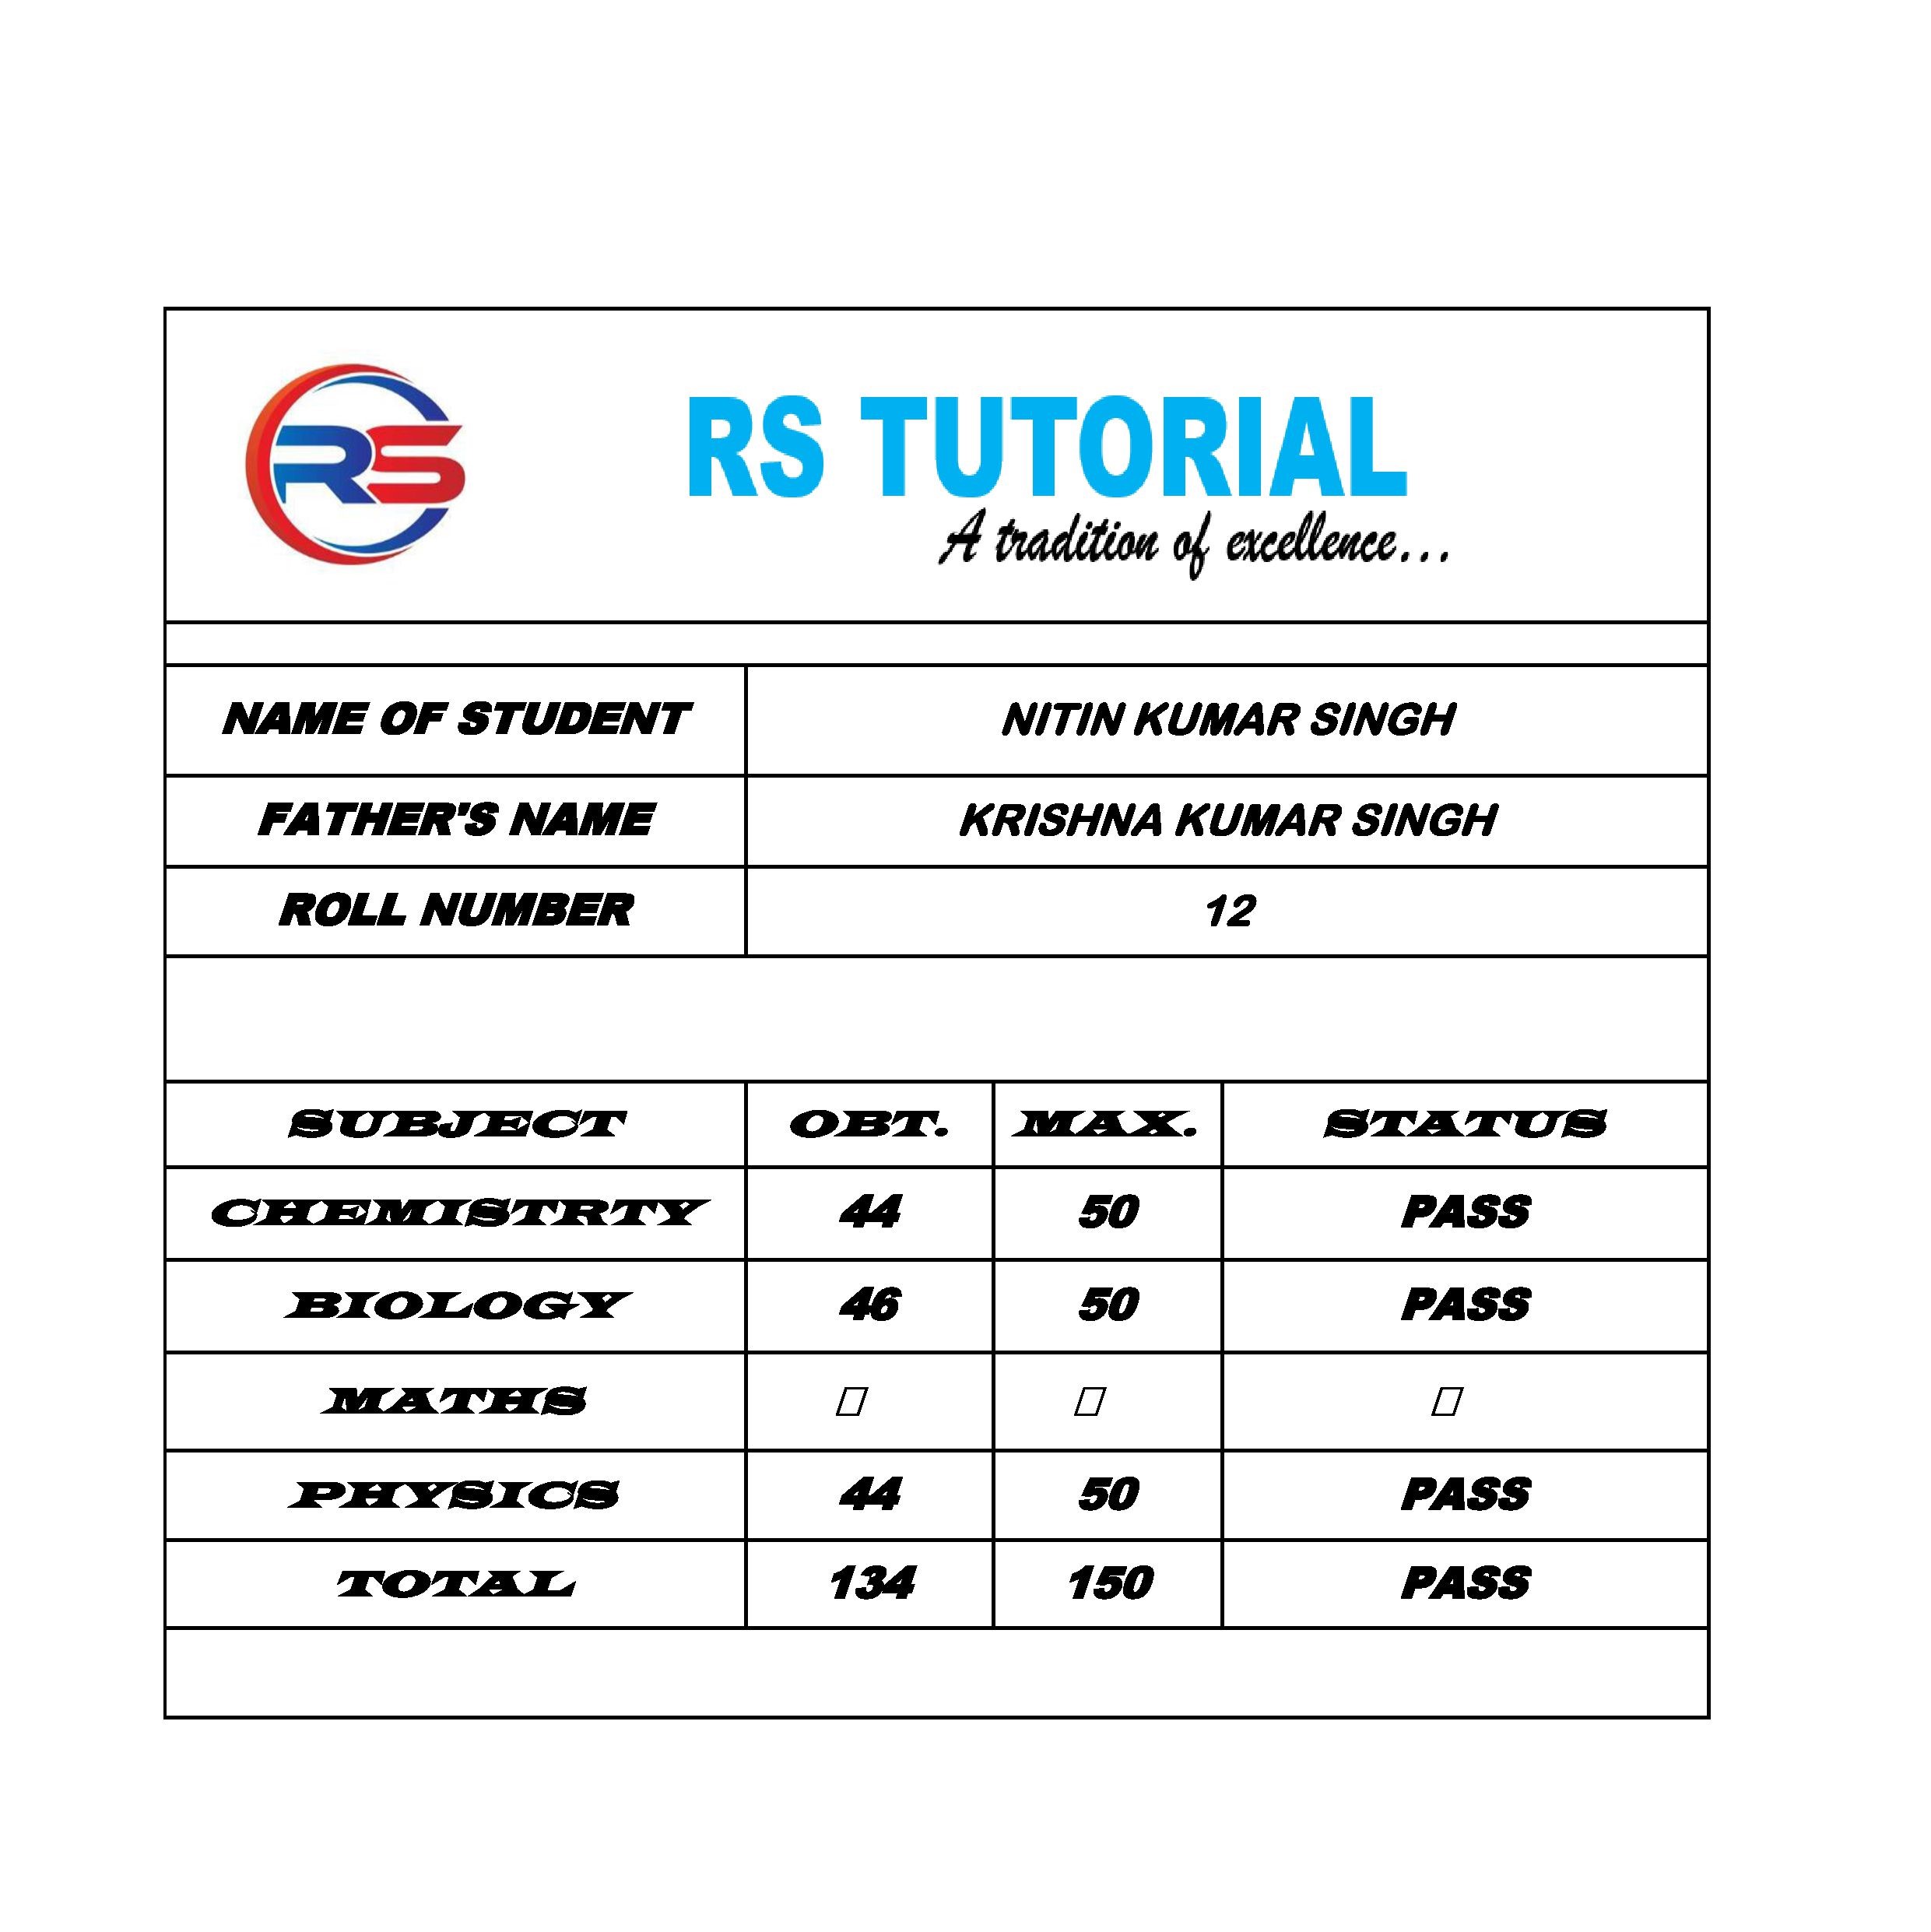 RS
RS TUTORIAL
A tradition of excellence...
NAME OF STUDENT NITIN KUMAR SINGH
FATHER'S NAME KRISHNA KUMAR SINGH
ROLL NUMBER 12
SUBJECT OBT. MAX. STATUS
CHEMISTRTY 44 50 PASS
BIOLOGY 46 50 PASS
MATHS
PHYSICS 44 50 PASS
TOTAL 134 150 PASS